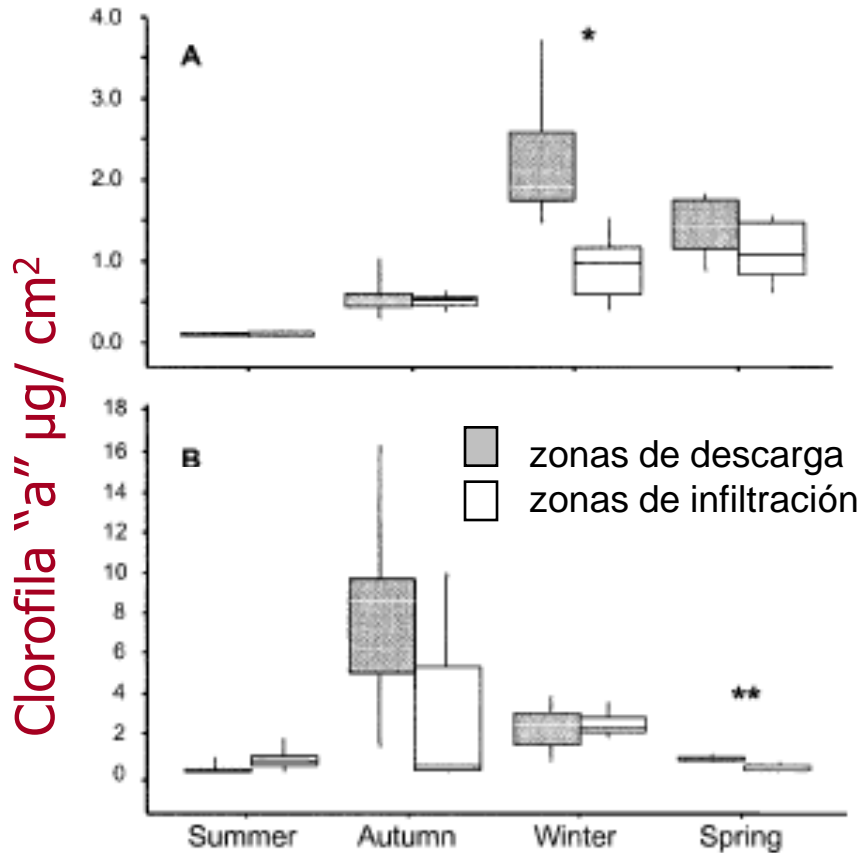 Clorofila “a” µg/ cm²
A
*
4.0
3.0
2.0
1.0
0.0
B
zonas de descarga
zonas de infiltración
**
18
16
14
12
10
8
6
4
2
0
Summer Autumn Winter Spring